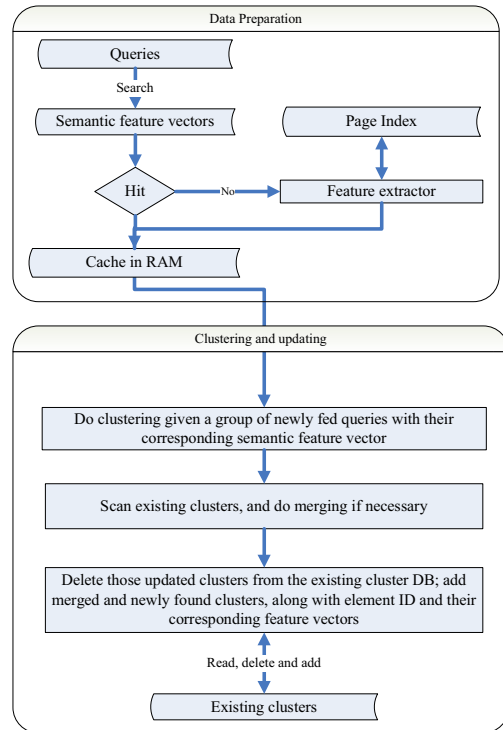 Data Preparation
Queries
Search
Semantic feature vectors
Page Index
Hit
No
Feature extractor
Cache in RAM
Clustering and updating
Do clustering given a group of newly fed queries with their
corresponding semantic feature vector
Scan existing clusters, and do merging if necessary
Delete those updated clusters from the existing cluster DB; add
merged and newly found clusters, along with element ID and their
corresponding feature vectors
Read, delete and add
Existing clusters